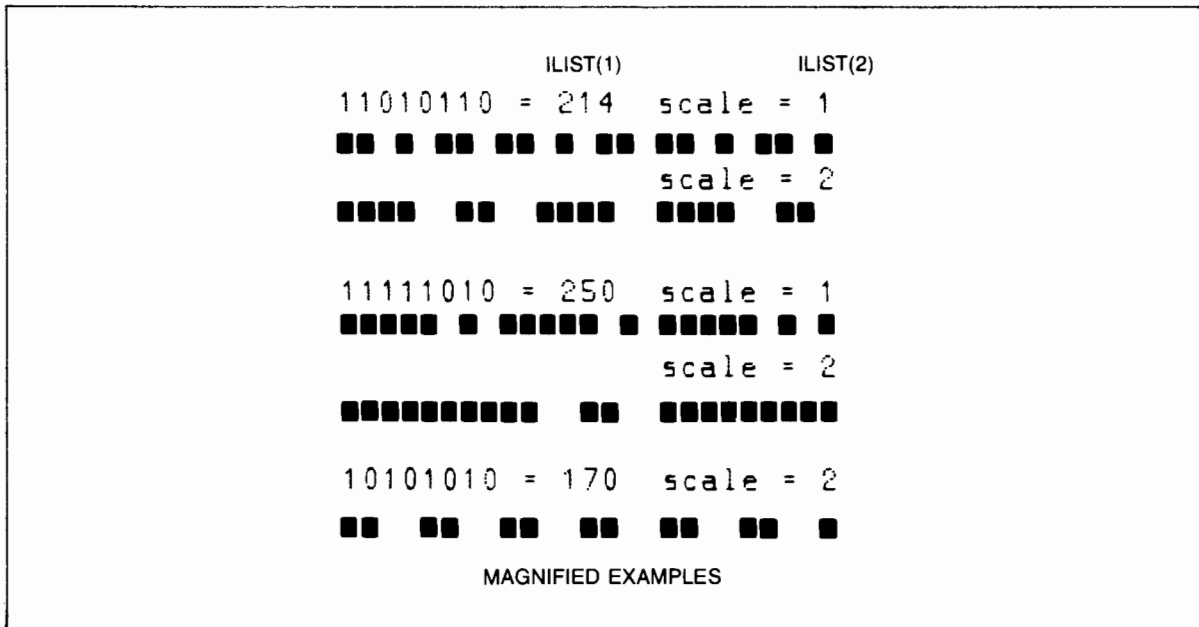 ILIST(1) ILIST(2)
11010110 = 214 scale = 1
scale = 2
11111010 = 250 scale = 1
scale = 2
10101010 = 170 scale = 2
MAGNIFIED EXAMPLES